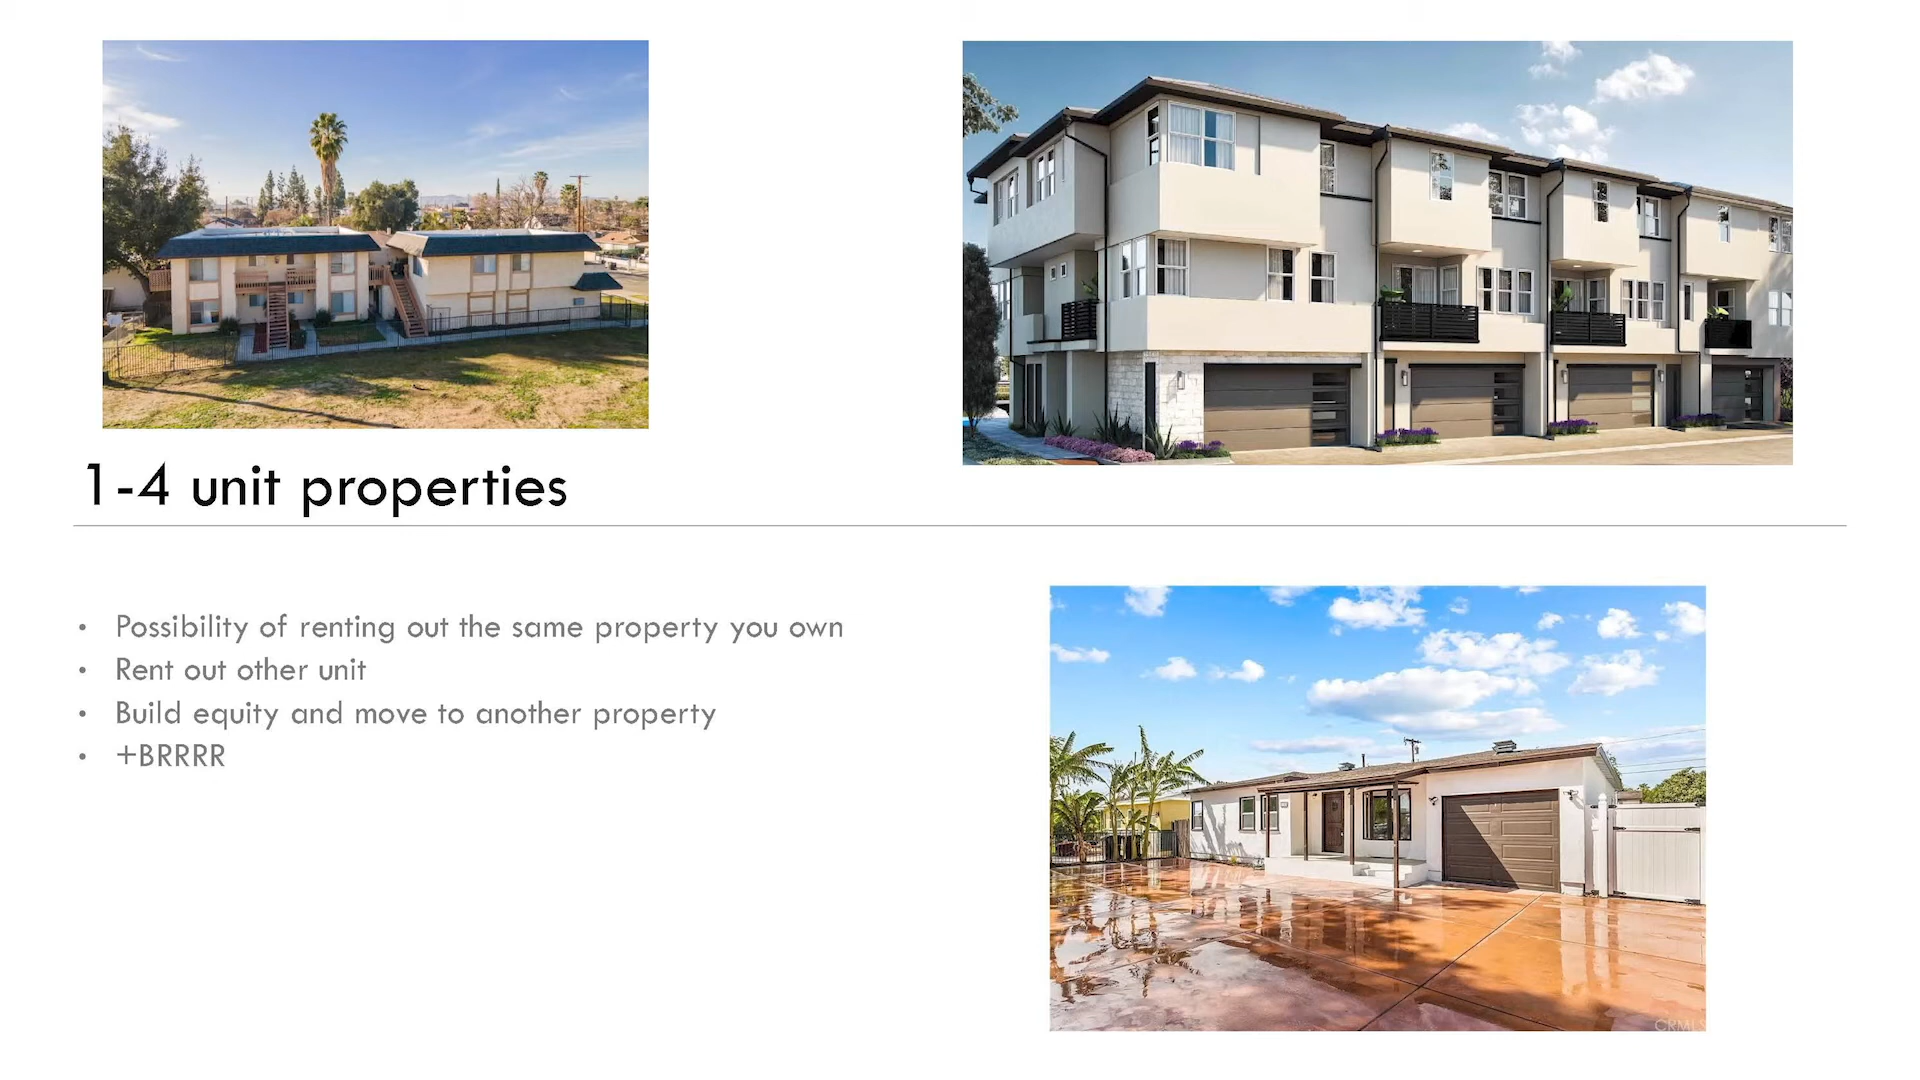 1-4 unit properties
• Possibility of renting out the same property you own
• Rent out other unit
• Build equity and move to another property
• +BRRRR
CRMLS